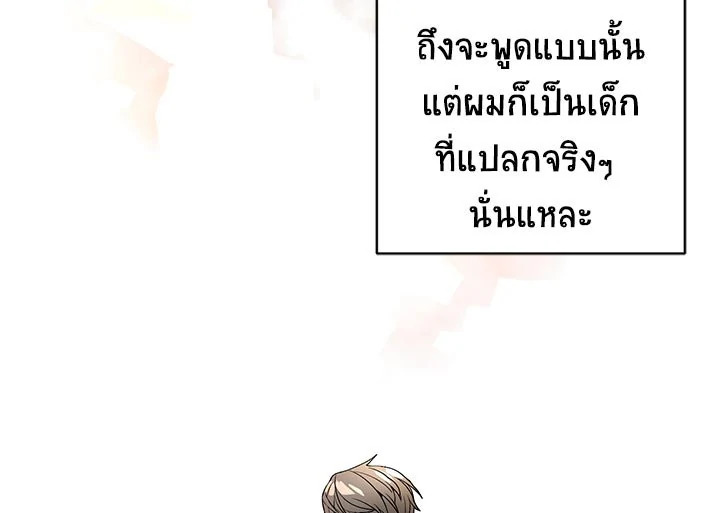 ถึงจะพูดแบบนั้น
แต่ผมก็เป็นเด็ก
ที่แปลกจริงๆ
นั่นแหละ